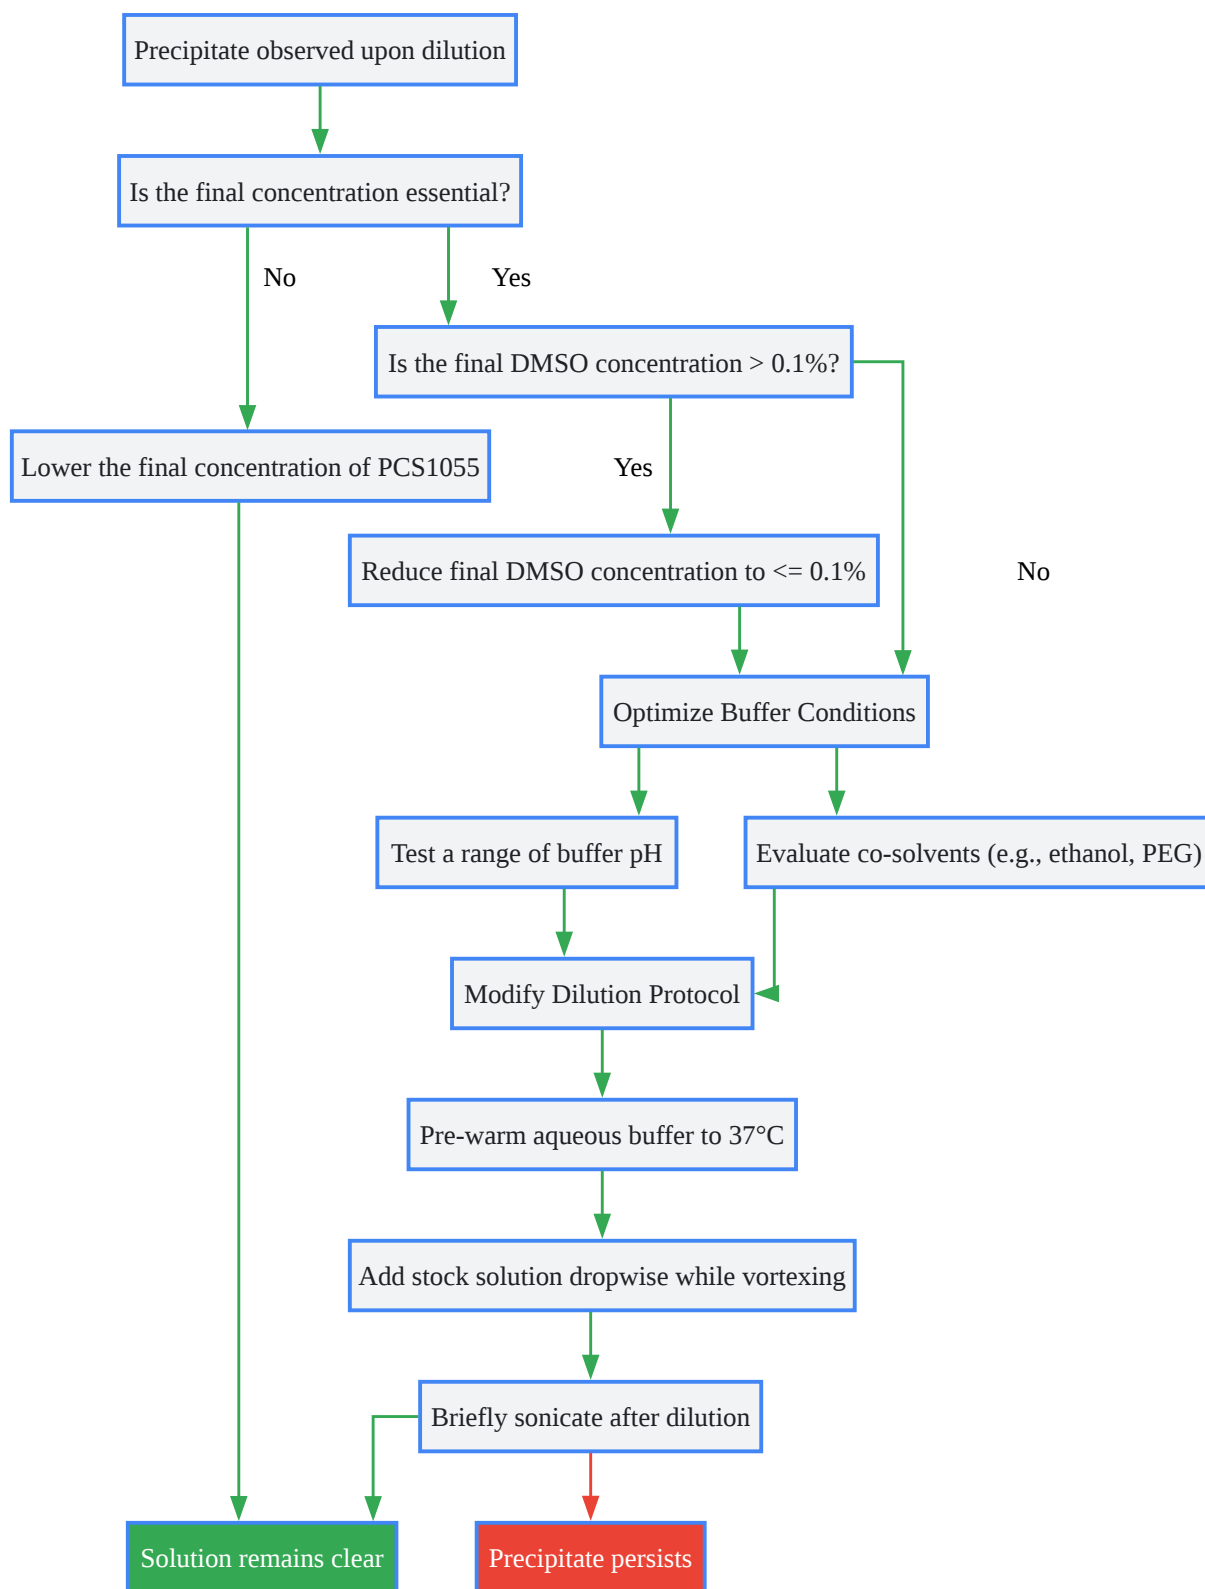 Precipitate observed upon dilution
Is the final concentration essential?
No
Yes
Is the final DMSO concentration > 0.1%?
Lower the final concentration of PCS1055
Yes
Reduce final DMSO concentration to <= 0.1%
No
Optimize Buffer Conditions
Test a range of buffer pH
Evaluate co-solvents (e.g., ethanol, PEG)
Modify Dilution Protocol
Pre-warm aqueous buffer to 37°C
Add stock solution dropwise while vortexing
Briefly sonicate after dilution
Solution remains clear
Precipitate persists